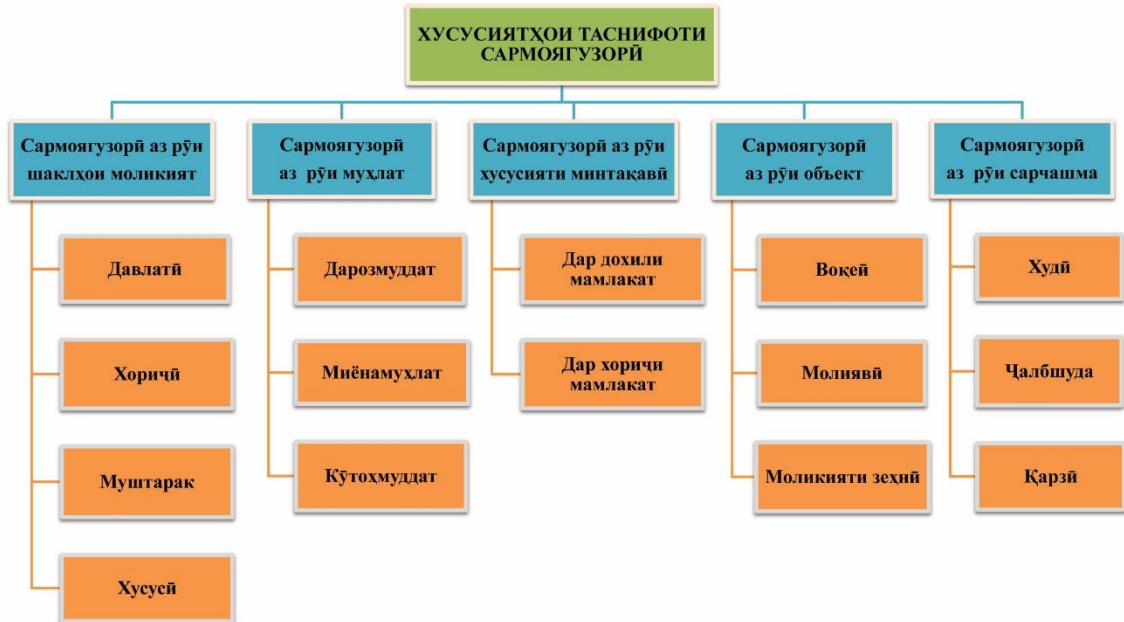 ХУСУСИЯТҲОИ ТАСНИФОТИ
САРМОЯГУЗОРӢ
Сармоягузорӣ аз рӯи
шаклҳои моликият
Давлатӣ
Хориҷӣ
Муштарак
Хусусӣ
Сармоягузорӣ
аз рӯи муҳлат
Дарозмуддат
Миёнамуҳлат
Кӯтоҳмуддат
Сармоягузорӣ аз рӯи
хусусияти минтақавӣ
Дар дохили
мамлакат
Дар хориҷи
мамлакат
Сармоягузорӣ
аз рӯи объект
Воқеӣ
Молиявӣ
Моликияти зеҳнӣ
Сармоягузорӣ
аз рӯи сарчашма
Худӣ
Ҷалбшуда
Қарзӣ